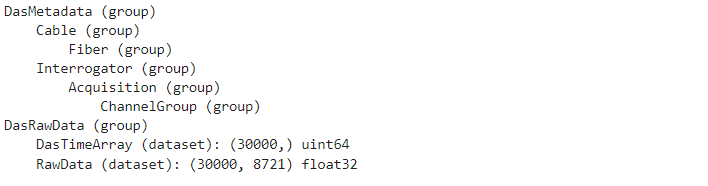 DasMetadata (group)
    Cable (group)
        Fiber (group)
    Interrogator (group)
        Acquisition (group)
            ChannelGroup (group)
DasRawData (group)
    DasTimeArray (dataset): (30000,) uint64
    RawData (dataset): (30000, 8721) float32